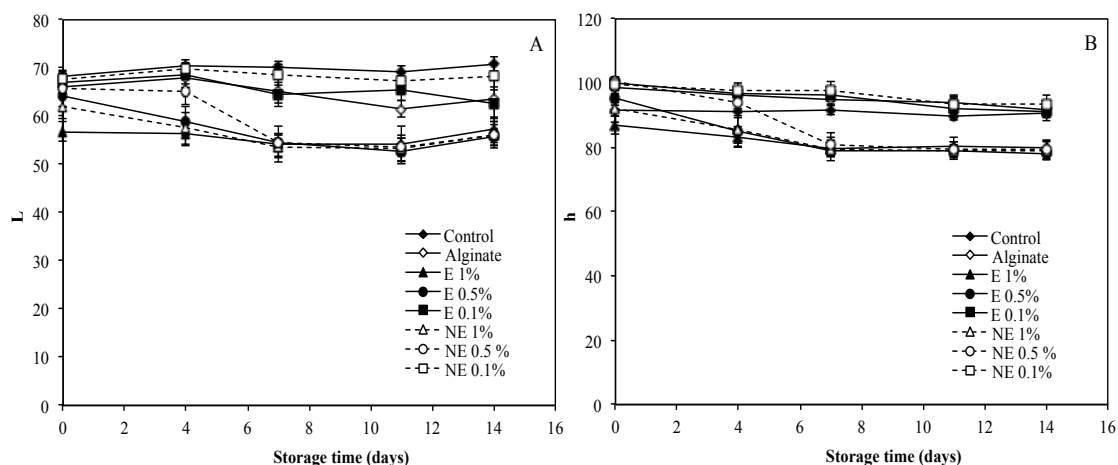 A
80
70
60
50
40
30
20
10
0
L
0 2 4 6 8 10 12 14 16
Storage time (days)
Control
Alginate
E 1%
E 0.5%
E 0.1%
NE 1%
NE 0.5 %
NE 0.1%
B
120
100
80
60
40
20
0
h
0 2 4 6 8 10 12 14 16
Storage time (days)
Control
Alginate
E 1%
E 0.5%
E 0.1%
NE 1%
NE 0.5 %
NE 0.1%